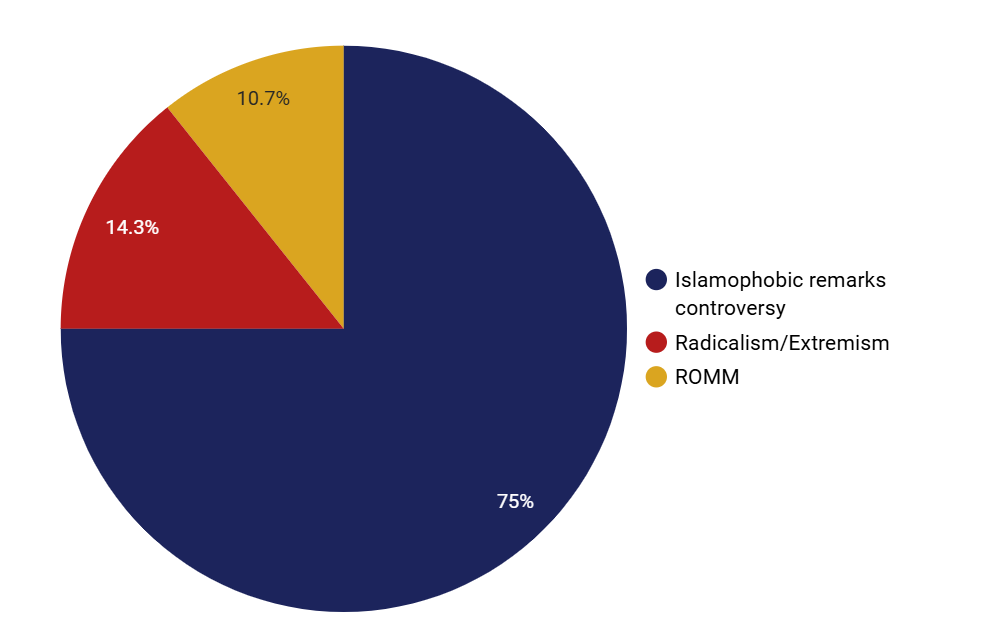 10.7%
14.3%
75%
Islamophobic remarks
controversy
Radicalism/Extremism
ROMM